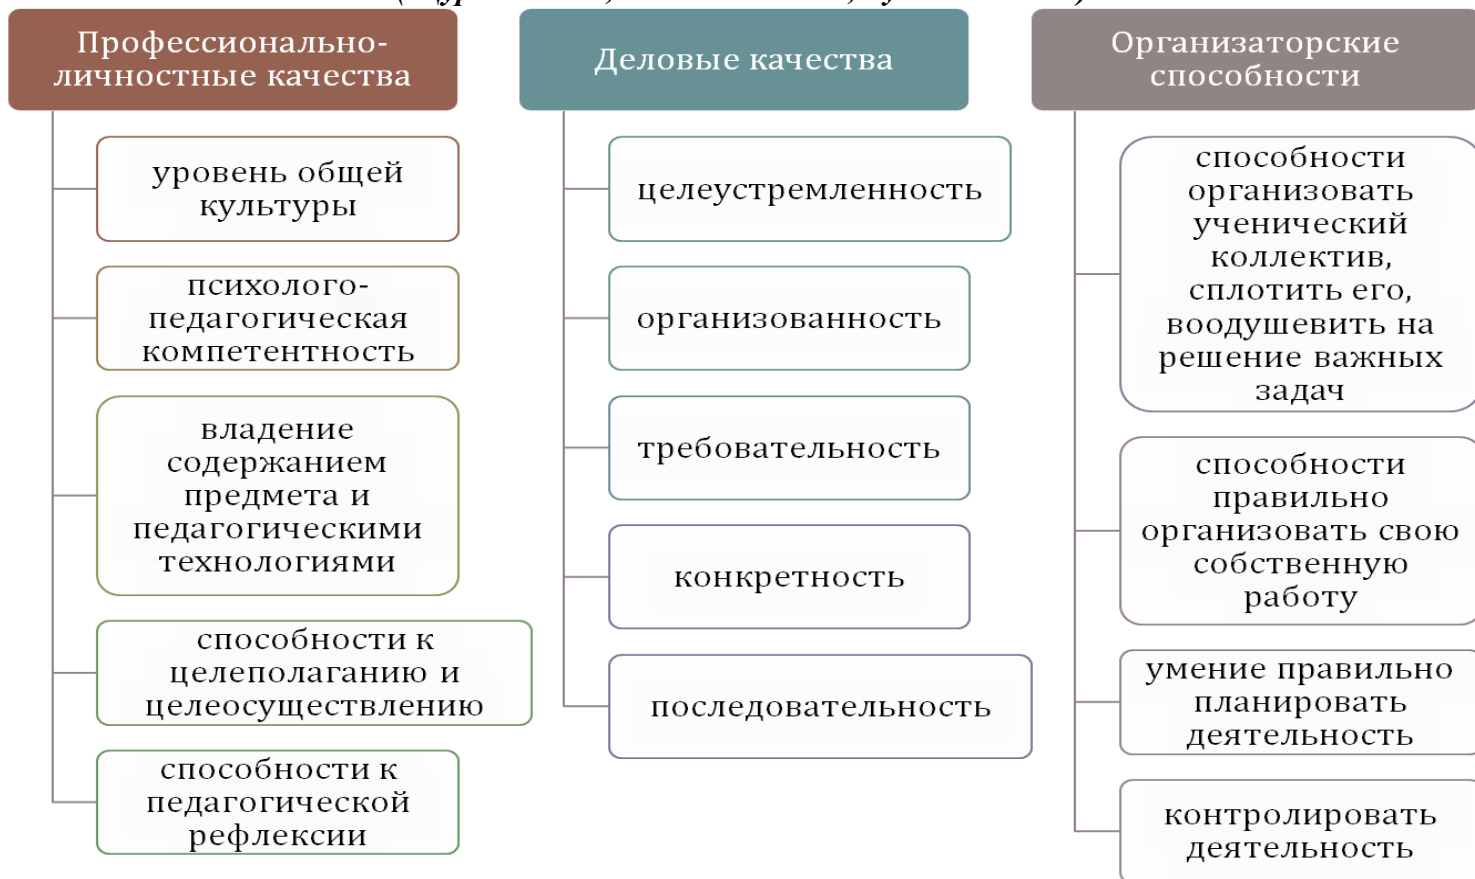 Профессионально-
личностные качества
уровень общей
культуры
психолого-
педагогическая
компетентность
владение
содержанием
предмета и
педагогическими
технологиями
способности к
целеполаганию и
целеосуществлению
способности к
педагогической
рефлексии
Деловые качества
целеустремленность
организованность
требовательность
конкретность
последовательность
Организаторские
способности
способности
организовать
ученический
коллектив,
сплотить его,
воодушевить на
решение важных
задач
способности
правильно
организовать свою
собственную
работу
умение правильно
планировать
деятельность
контролировать
деятельность